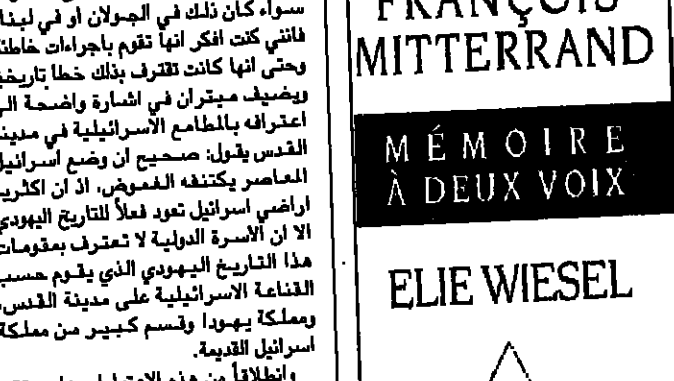 سواء كان ذلك في الجولان او في لبنا
فانني كنت افكر انها تقوم باجراءات خاطئة
وحتى انها كانت تقترف بذلك خطا تاريخي
ويضيف ميتران في اشارة واضحة الى
اعترافه بالمطامع الاسرائيلية في مدينة
القدس يقول: صحيح ان وضع اسرائيل
المعاصر يكتنفه الغموض، اذ ان اكثرية
اراضي اسرائيل تعود فعلاً للتاريخ اليهودي
الا ان الأسرة الدولية لا تعترف بمقومات
هذا التاريخ اليهودي الذي يقوم حسب
القناعة الاسرائيلية على مدينة القدس،
ومملكة يهودا وقسم كبير من مملكة
اسرائيل القديمة.
وانطلاقاً من هذه
FRANÇOIS
MITTERRAND
MÉMOIRE
À DEUX VOIX
ELIE WIESEL